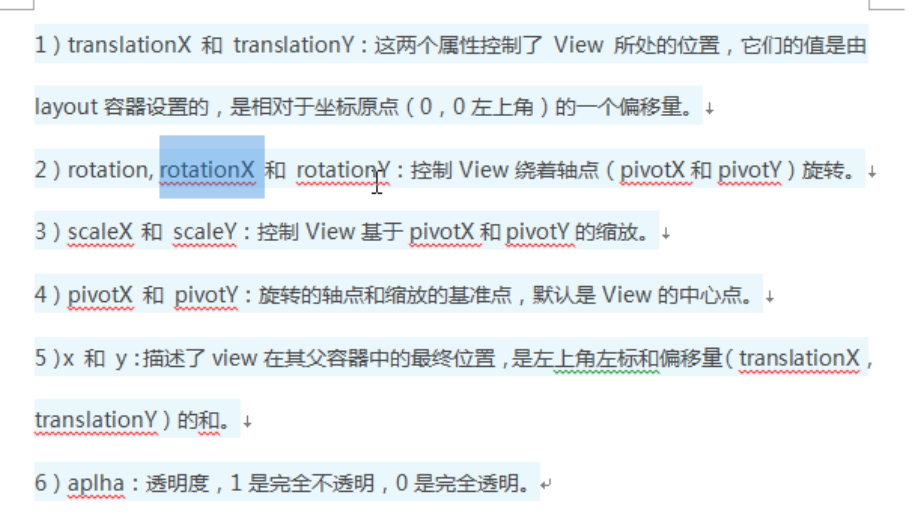 1）translationX 和 translationY：这两个属性控制了 View 所处的位置，它们的值是由
layout 容器设置的，是相对于坐标原点（0，0 左上角）的一个偏移量。
2）rotation, rotationX 和 rotationY：控制 View 绕着轴点（pivotX 和 pivotY）旋转。
3）scaleX 和 scaleY：控制 View 基于 pivotX 和 pivotY 的缩放。
4）pivotX 和 pivotY：旋转的轴点和缩放的基准点，默认是 View 的中心点。
5）x 和 y：描述了 view 在其父容器中的最终位置，是左上角左标和偏移量（translationX，
translationY）的和。
6）aplha：透明度，1 是完全不透明，0 是完全透明。